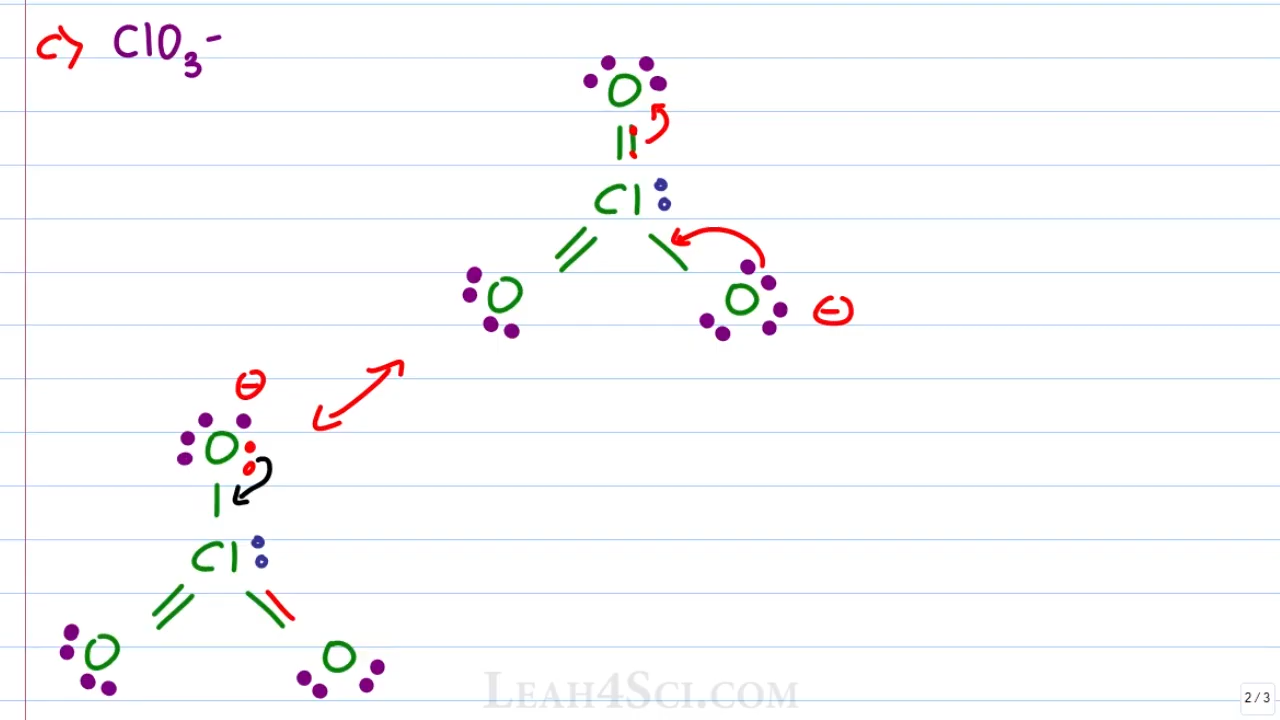 c) ClO3-
O
Cl
O O ⊖
⊖
O
Cl
O O
LEAH4SCI.COM
2 / 3